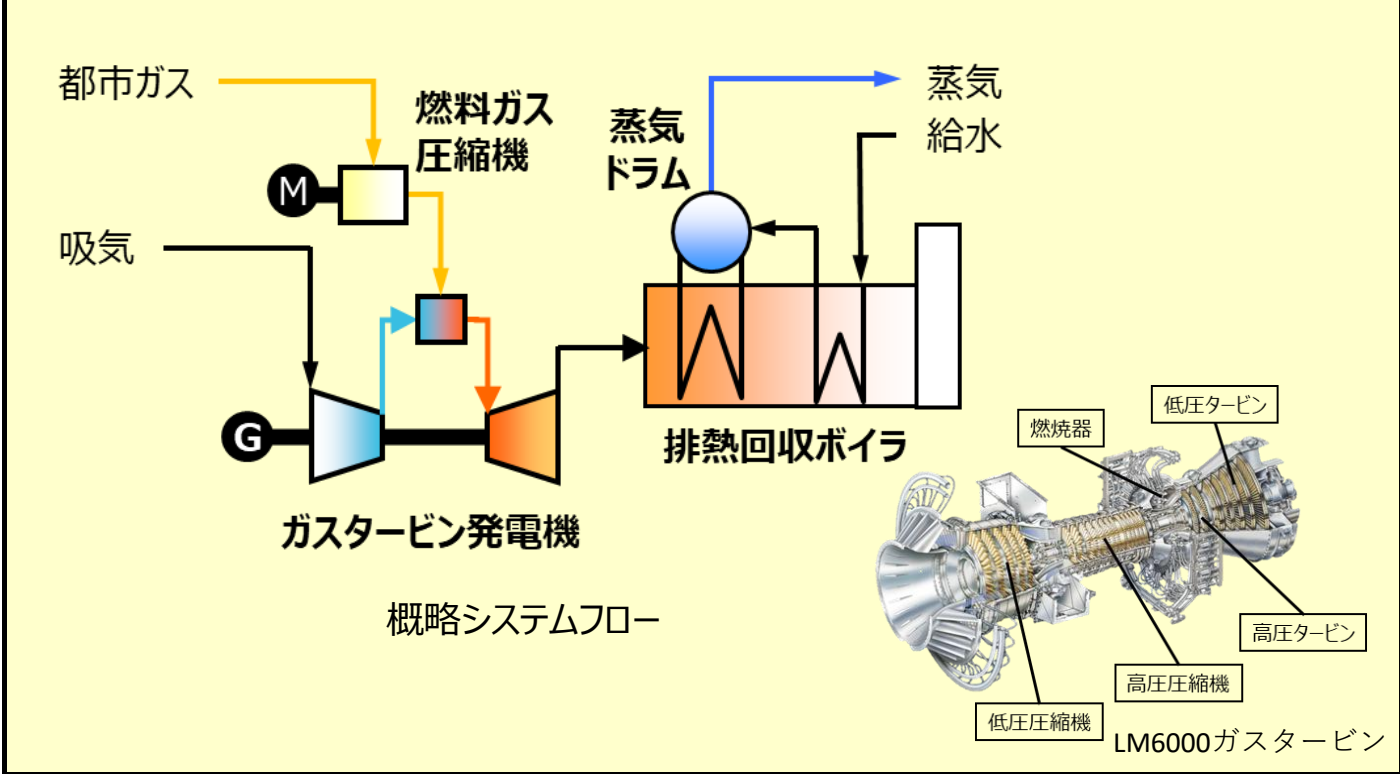 都市ガス
燃料ガス
圧縮機
蒸気
ドラム
蒸気
給水
M
吸気
G
排熱回収ボイラ
ガスタービン発電機
概略システムフロー
低圧タービン
燃焼器
高圧タービン
高圧圧縮機
低圧圧縮機
LM6000ガスタービン